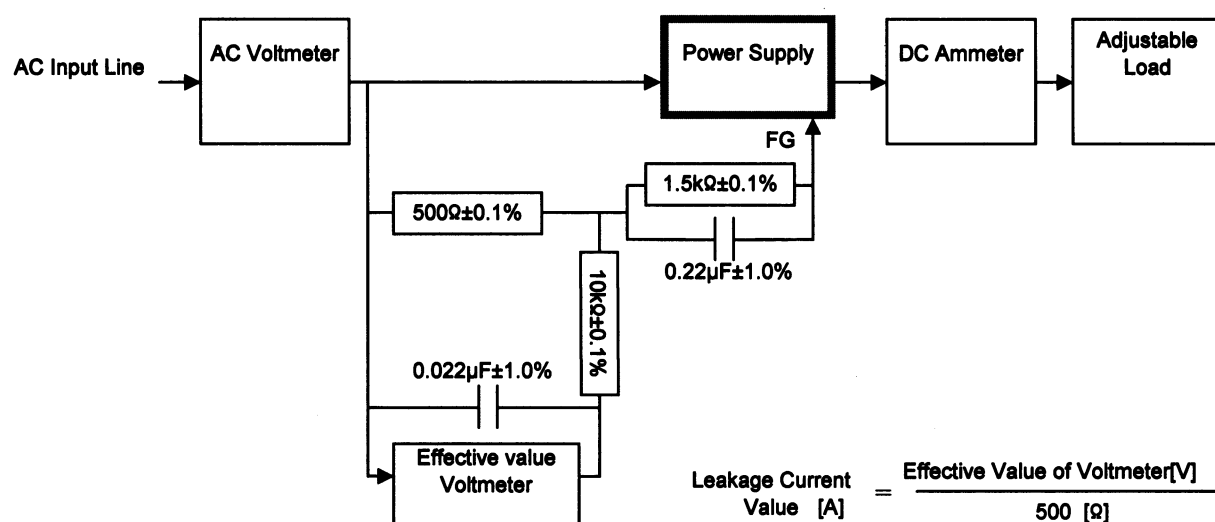 AC Input Line
AC Voltmeter
Power Supply
DC Ammeter
Adjustable
Load
FG
1.5kΩ±0.1%
500Ω±0.1%
0.22µF±1.0%
10kΩ±0.1%
0.022µF±1.0%
Effective value
Voltmeter
Leakage Current
Value [A]
=
Effective Value of Voltmeter[V]
500 [Ω]